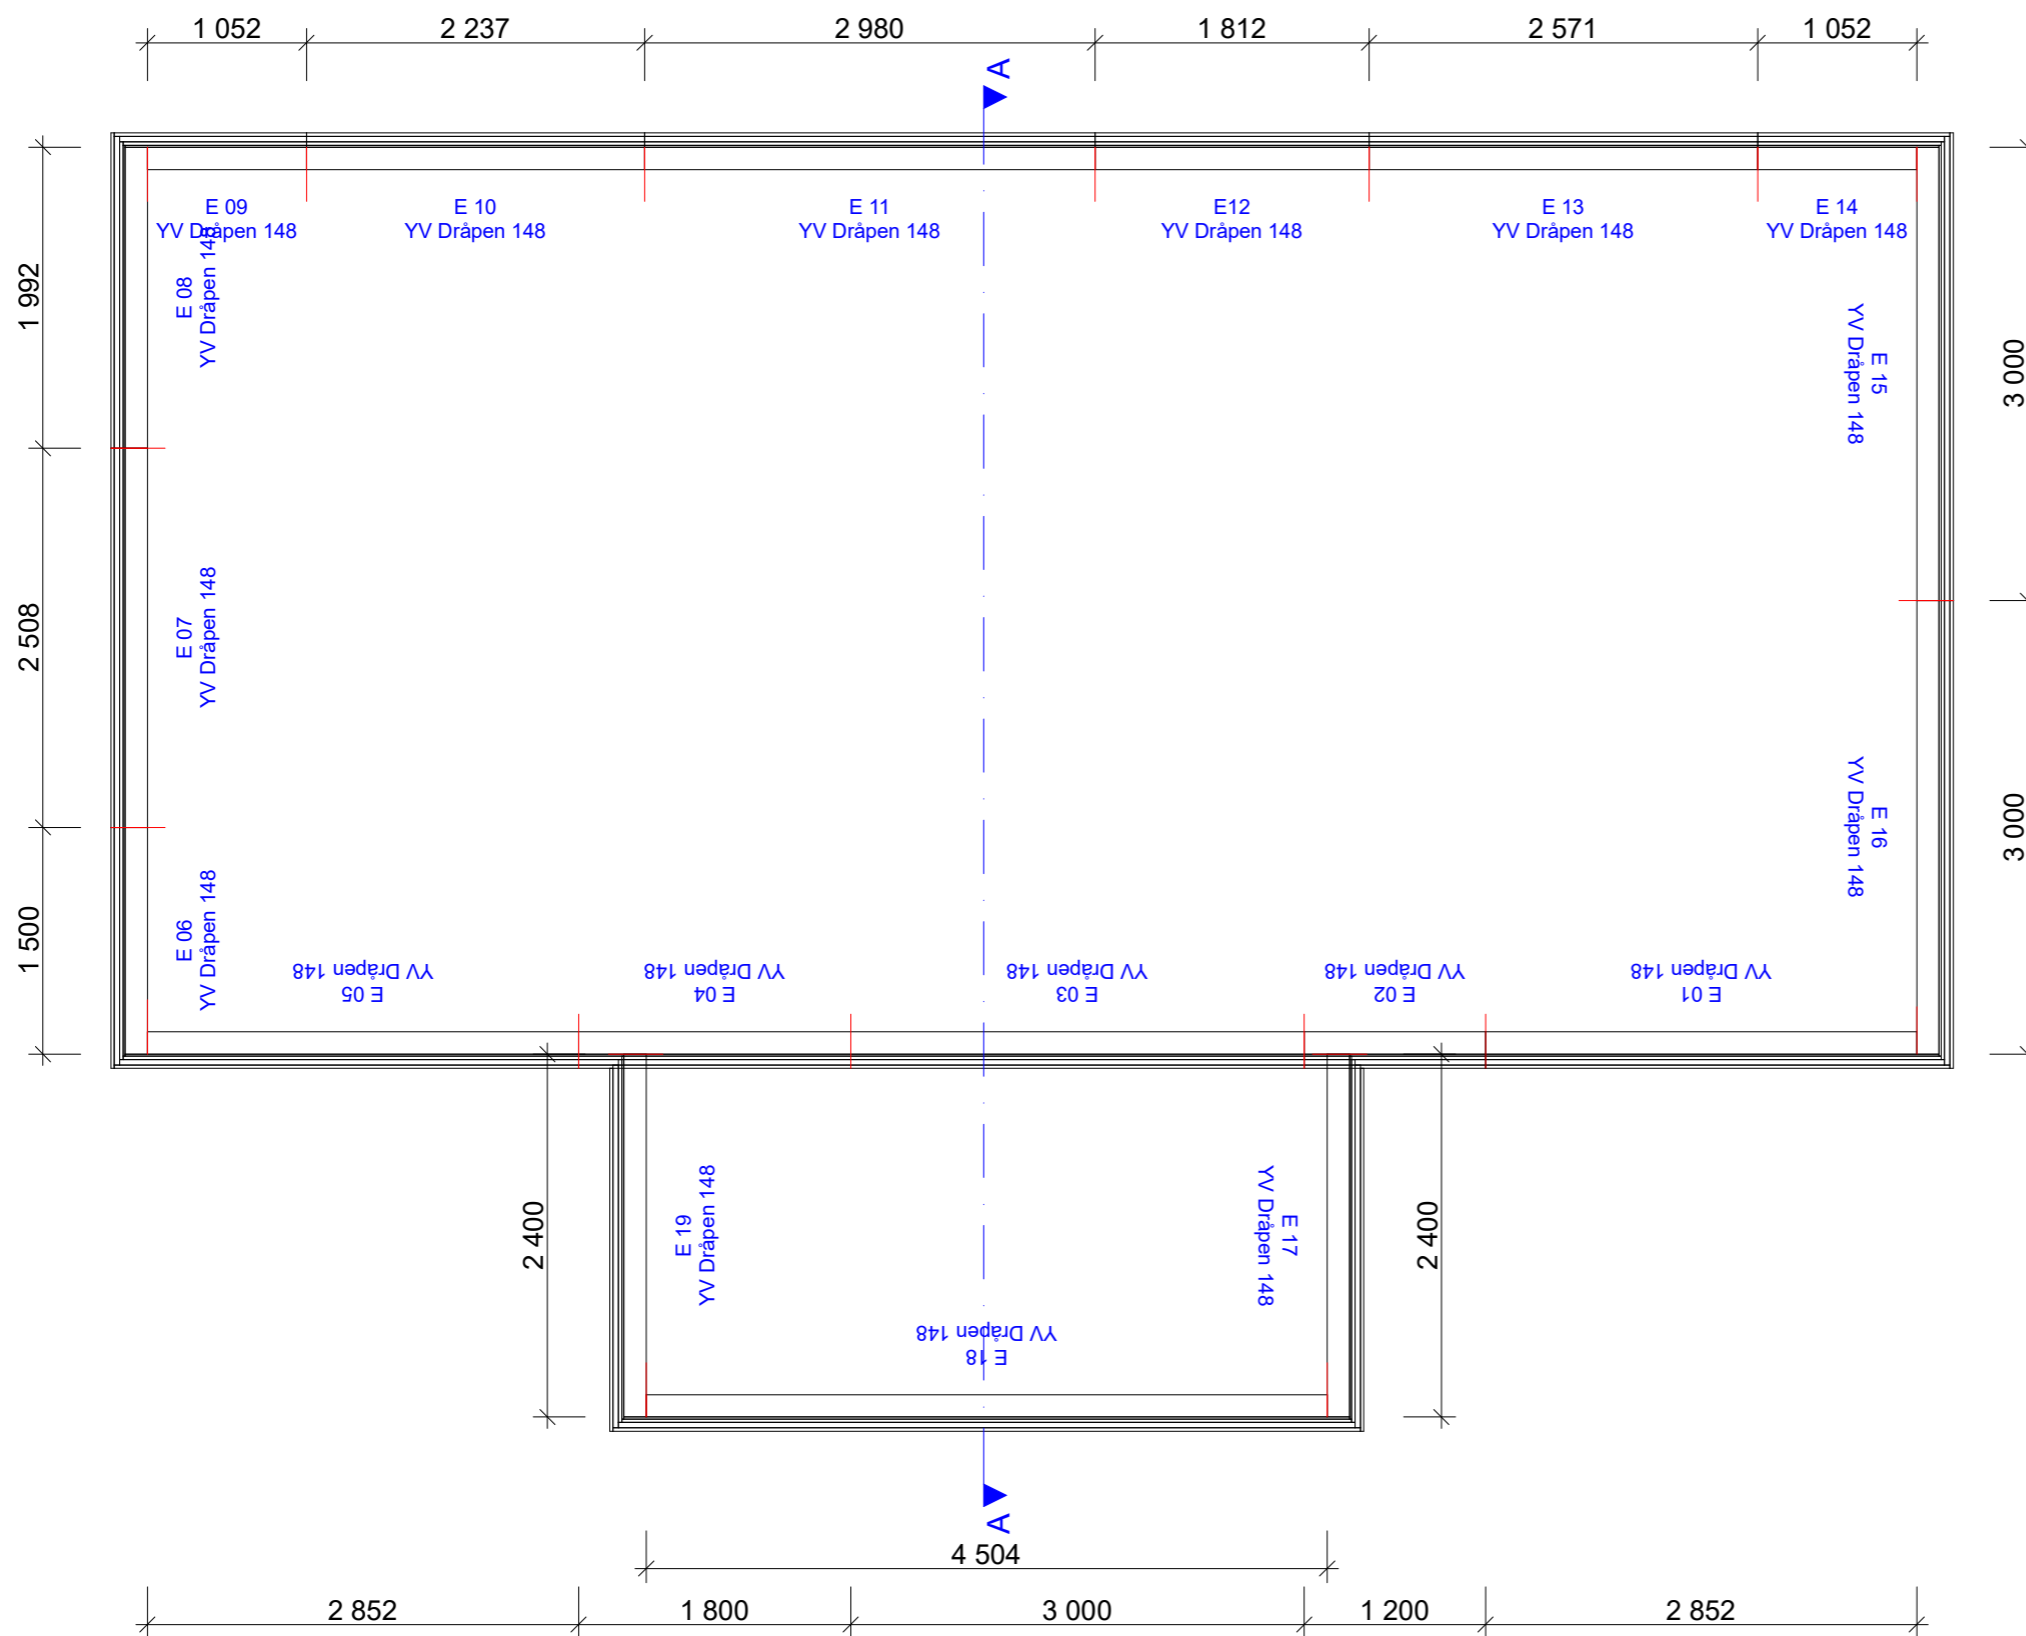 1 052
2 237
2 980
1 812
2 571
1 052
A
E 09
YV Dråpen 148
E 10
YV Dråpen 148
E 11
YV Dråpen 148
E12
YV Dråpen 148
E 13
YV Dråpen 148
E 14
YV Dråpen 148
1 992
E 08
YV Dråpen 148
E 15
YV Dråpen 148
3 000
2 508
E 07
YV Dråpen 148
E 16
YV Dråpen 148
3 000
1 500
E 06
YV Dråpen 148
E 05
YV Dråpen 148
E 04
YV Dråpen 148
E 03
YV Dråpen 148
E 02
YV Dråpen 148
E 01
YV Dråpen 148
2 400
E 19
YV Dråpen 148
E 17
YV Dråpen 148
2 400
E 18
YV Dråpen 148
A
4 504
2 852
1 800
3 000
1 200
2 852